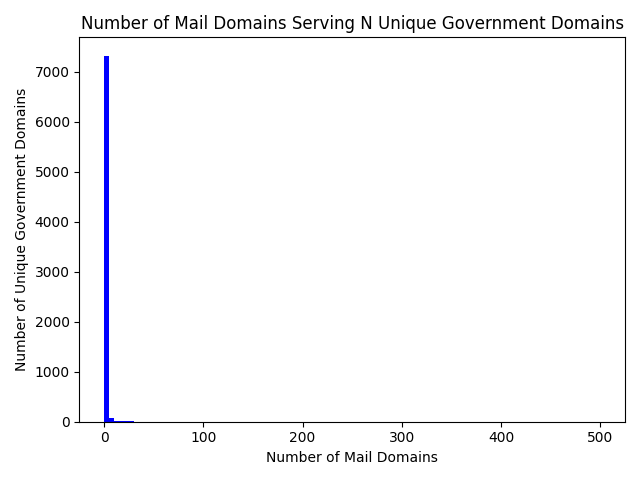 Number of Mail Domains Serving N Unique Government Domains
Number of Unique Government Domains
7000
6000
5000
4000
3000
2000
1000
0
0 100 200 300 400 500
Number of Mail Domains